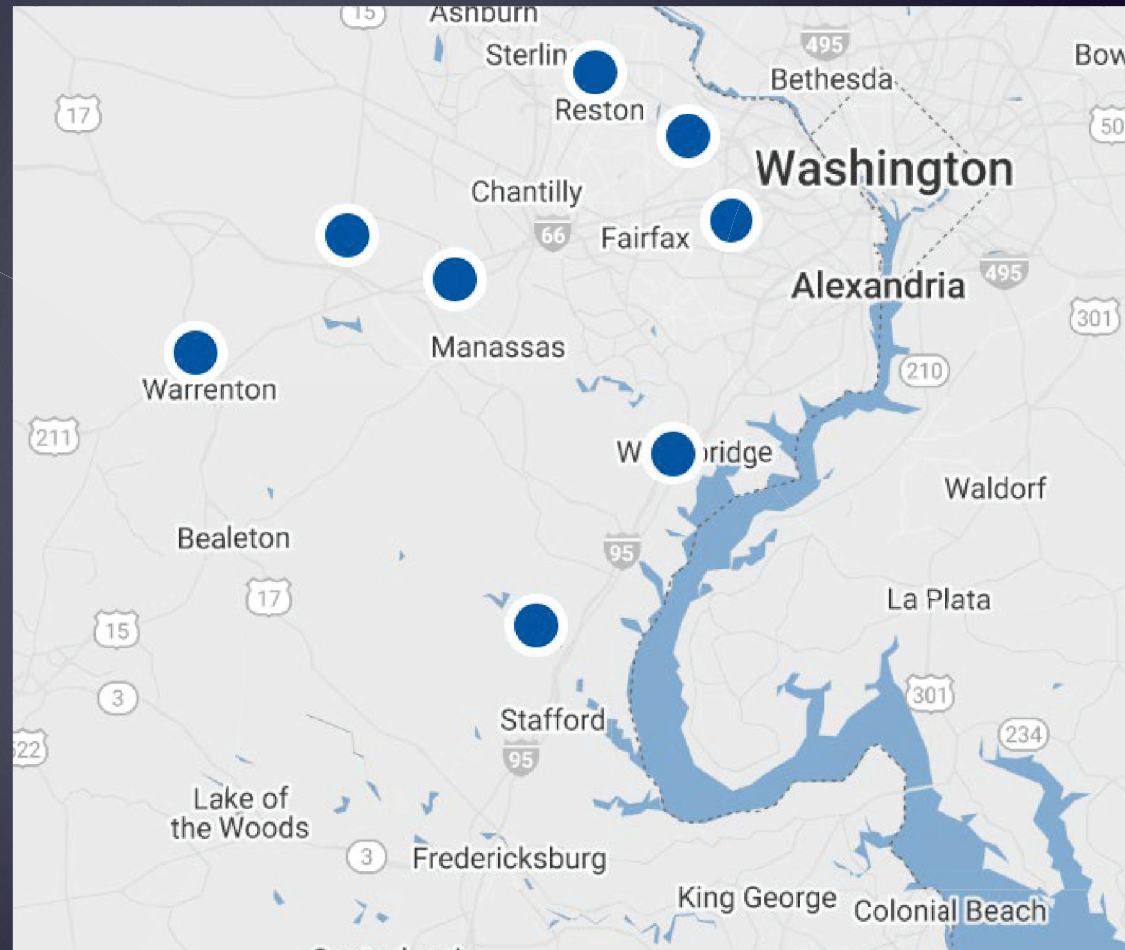 15
Ashburn
495
Sterlin
Bethesda
Bow
17
Reston
50
Washington
Chantilly
66
Fairfax
495
Alexandria
301
Manassas
210
Warrenton
211
W
bridge
Waldorf
Bealeton
95
17
La Plata
15
3
301
Stafford
234
522
95
Lake of
the Woods
3
Fredericksburg
King George
Colonial Beach